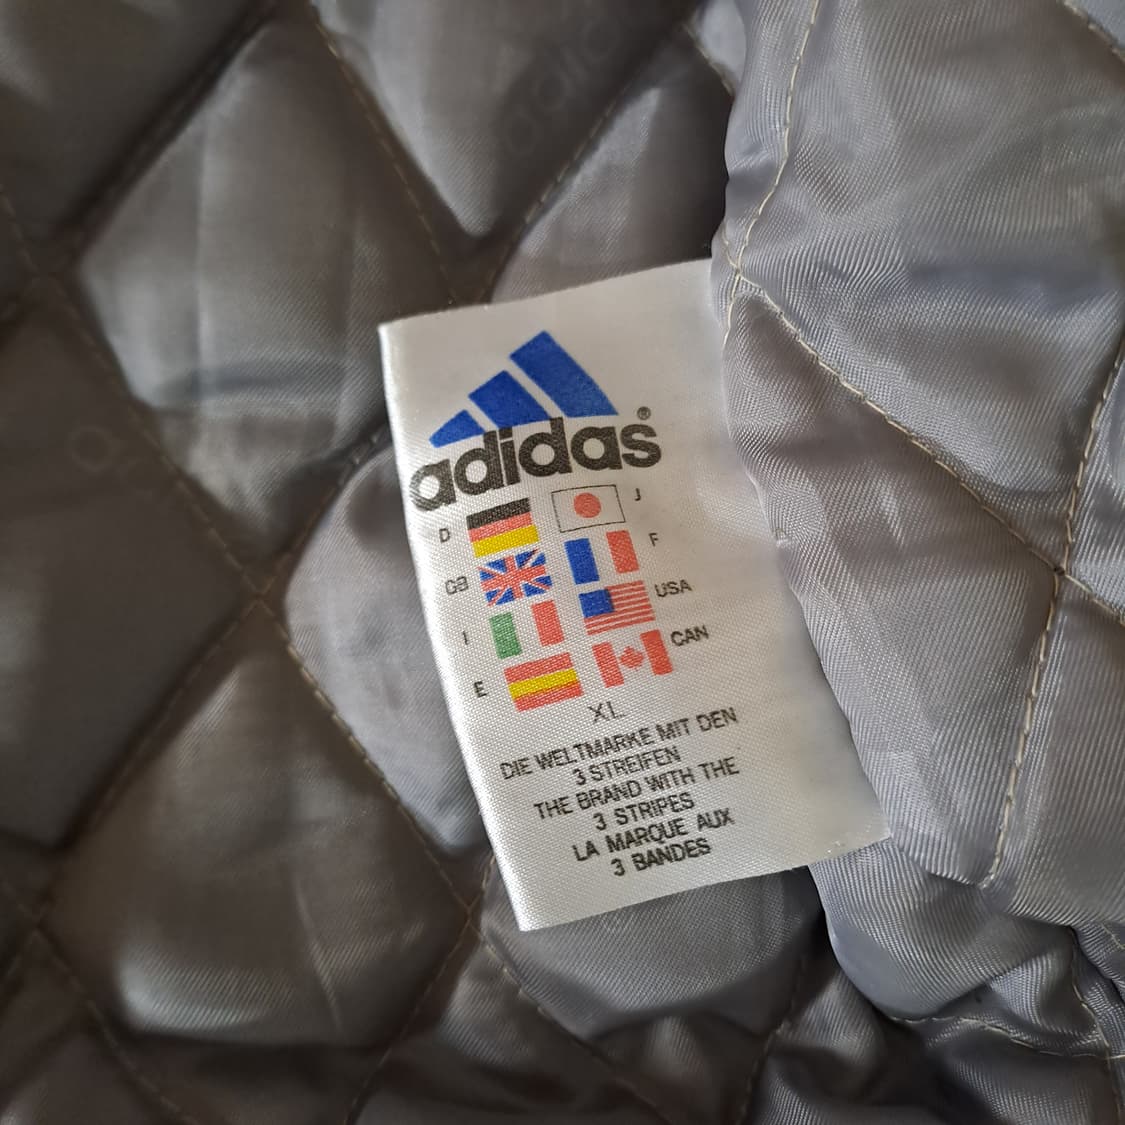 adidas®
D J
GB F
I USA
E CAN
XL
DIE WELTMARKE MIT DEN
3 STREIFEN
THE BRAND WITH THE
3 STRIPES
LA MARQUE AUX
3 BANDES